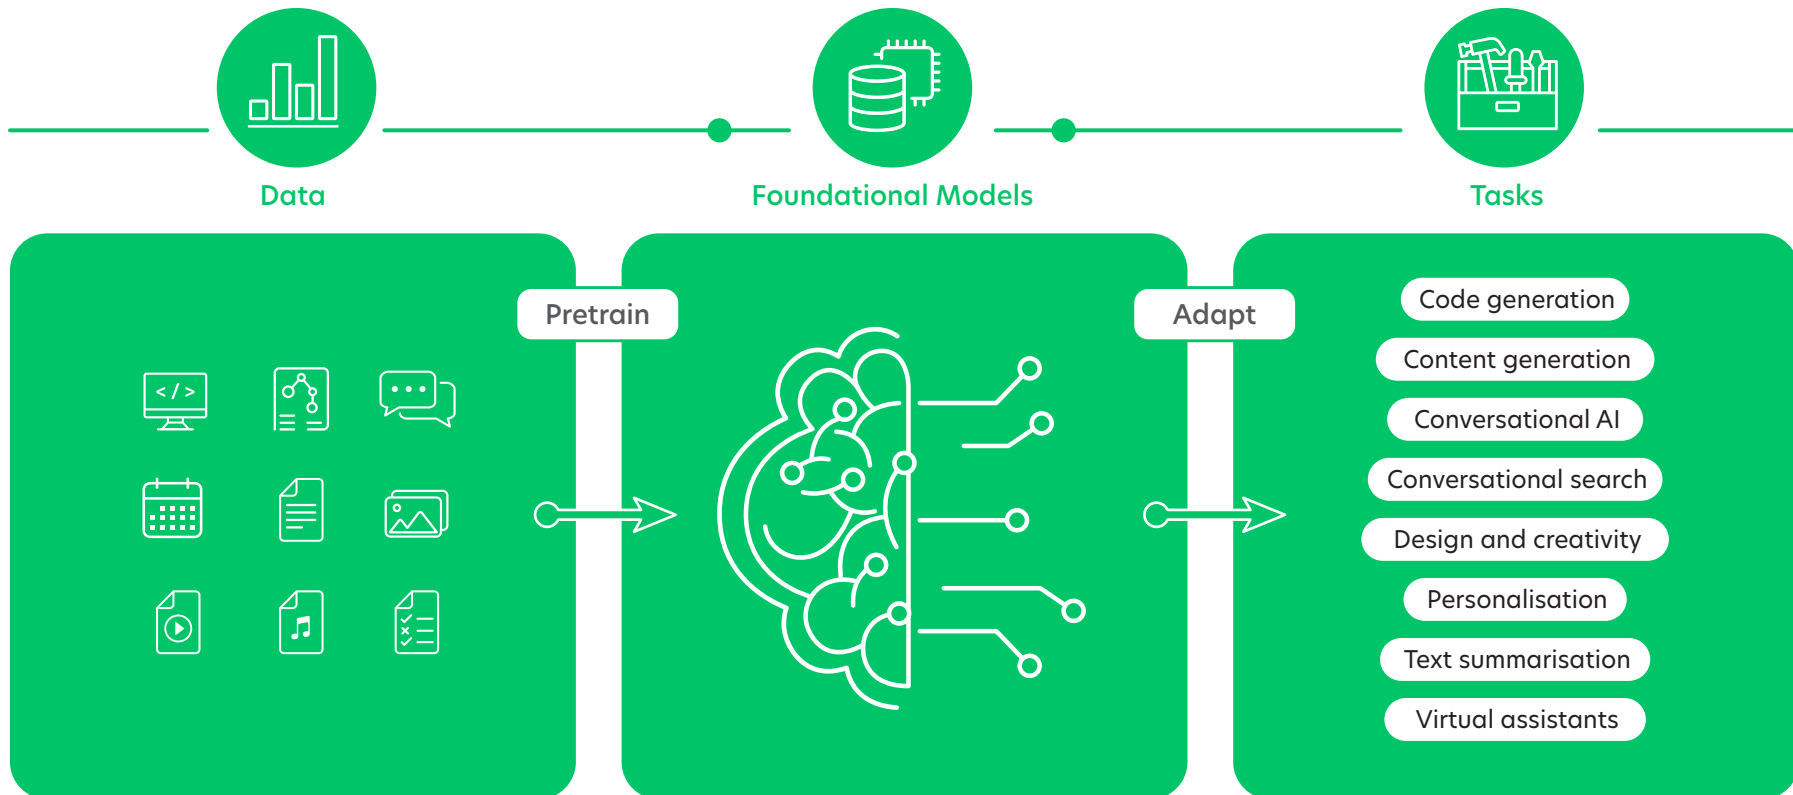 Data
Foundational Models
Tasks
Pretrain
Adapt
</>
Code generation
Content generation
Conversational AI
Conversational search
Design and creativity
Personalisation
Text summarisation
Virtual assistants